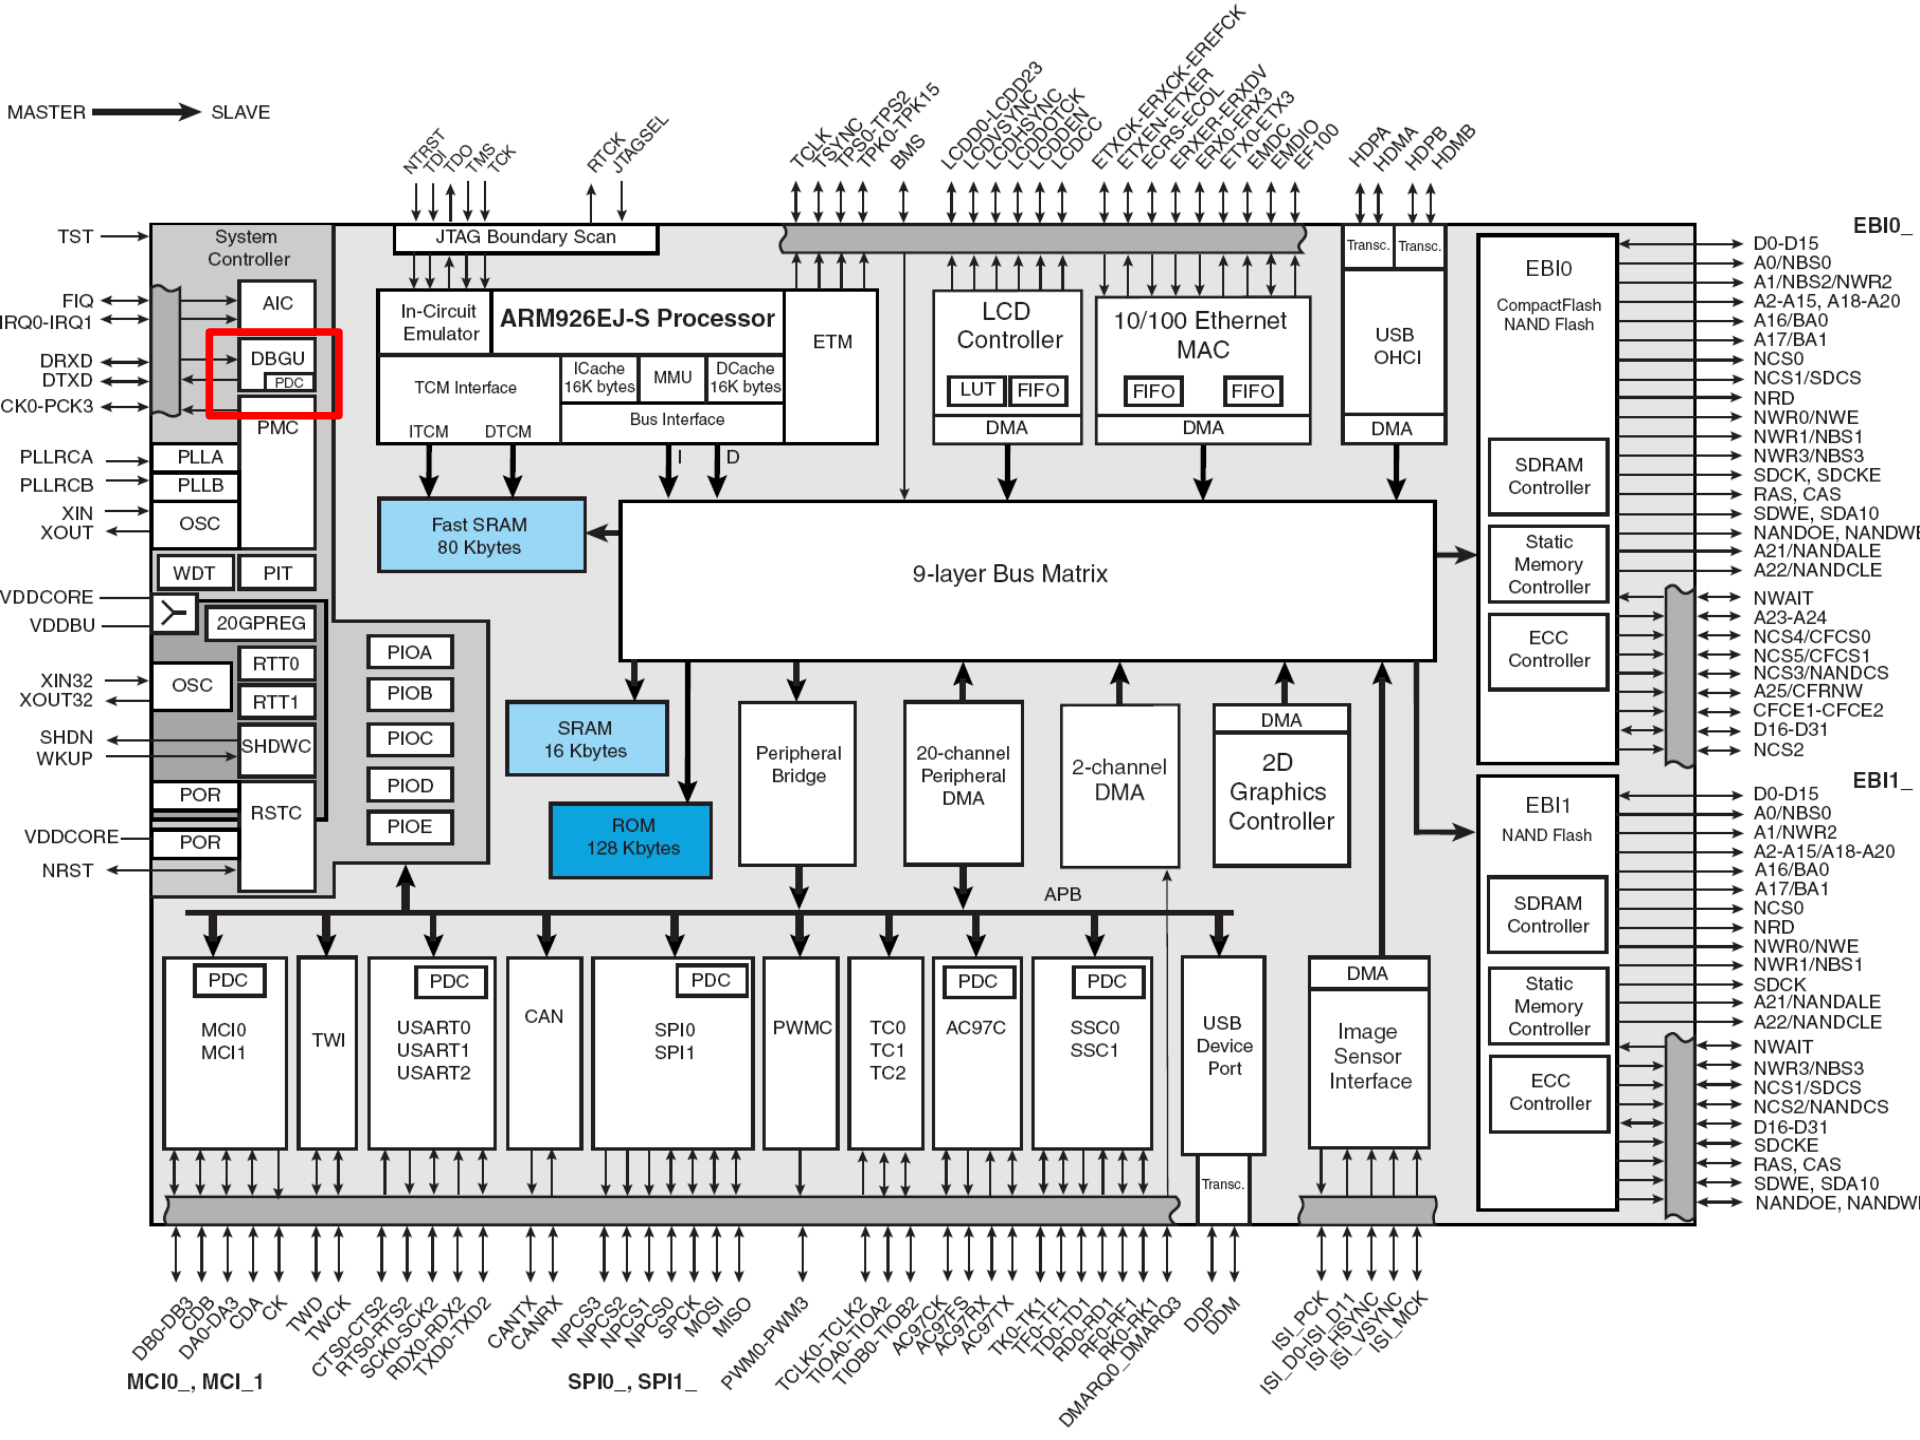 MASTER
SLAVE
NTRST
TDI
TDO
TMS
TCK
RTCK
JTAGSEL
TCLK
TSYNC
TPS0-TPS2
TPK0-TPK15
BMS
LCDD0-LCDD23
LCDVSYNC
LCDHSYNC
LCDDOTCK
LCDDEN
LCDCC
ETXCK-ERXCK-EREFCK
ETXEN-ETXER
ECRS-ECOL
ERXER-ERXDV
ERX0-ERX3
ETX0-ETX3
EMDC
EMDIO
EF100
HDPA
HDMA
HDPB
HDMB
TST
FIQ
IRQ0-IRQ1
DRXD
DTXD
CK0-PCK3
PLLRCA
PLLRCB
XIN
XOUT
VDDCORE
VDDBU
XIN32
XOUT32
SHDN
WKUP
VDDCORE
NRST
System
Controller
AIC
DBGU
PDC
PMC
PLLA
PLLB
OSC
WDT
PIT
20GPREG
RTT0
OSC
RTT1
SHDWC
POR
RSTC
POR
PIOA
PIOB
PIOC
PIOD
PIOE
JTAG Boundary Scan
In-Circuit
Emulator
ARM926EJ-S Processor
ETM
TCM Interface
ICache
16K bytes
MMU
DCache
16K bytes
Bus Interface
ITCM
DTCM
I
D
LCD
Controller
LUT
FIFO
DMA
10/100 Ethernet
MAC
FIFO
FIFO
DMA
Transc.
Transc.
USB
OHCI
DMA
Fast SRAM
80 Kbytes
9-layer Bus Matrix
SRAM
16 Kbytes
ROM
128 Kbytes
Peripheral
Bridge
20-channel
Peripheral
DMA
2-channel
DMA
DMA
2D
Graphics
Controller
APB
PDC
MCI0
MCI1
TWI
PDC
USART0
USART1
USART2
CAN
PDC
SPI0
SPI1
PWMC
TC0
TC1
TC2
PDC
AC97C
PDC
SSC0
SSC1
USB
Device
Port
Transc.
DMA
Image
Sensor
Interface
EBI0
CompactFlash
NAND Flash
SDRAM
Controller
Static
Memory
Controller
ECC
Controller
EBI1
NAND Flash
SDRAM
Controller
Static
Memory
Controller
ECC
Controller
EBI0_
D0-D15
A0/NBS0
A1/NBS2/NWR2
A2-A15, A18-A20
A16/BA0
A17/BA1
NCS0
NCS1/SDCS
NRD
NWR0/NWE
NWR1/NBS1
NWR3/NBS3
SDCK, SDCKE
RAS, CAS
SDWE, SDA10
NANDOE, NANDWE
A21/NANDALE
A22/NANDCLE
NWAIT
A23-A24
NCS4/CFCS0
NCS5/CFCS1
NCS3/NANDCS
A25/CFRNW
CFCE1-CFCE2
D16-D31
NCS2
EBI1_
D0-D15
A0/NBS0
A1/NWR2
A2-A15/A18-A20
A16/BA0
A17/BA1
NCS0
NRD
NWR0/NWE
NWR1/NBS1
SDCK
A21/NANDALE
A22/NANDCLE
NWAIT
NWR3/NBS3
NCS1/SDCS
NCS2/NANDCS
D16-D31
SDCKE
RAS, CAS
SDWE, SDA10
NANDOE, NANDW
DB0-DB3
CDB
DA0-DA3
CDA
CK
TWD
TWCK
CTS0-CTS2
RTS0-RTS2
SCK0-SCK2
RDX0-RDX2
TXD0-TXD2
CANTX
CANRX
NPCS3
NPCS2
NPCS1
NPCS0
SPCK
MOSI
MISO
PWM0-PWM3
TCLK0-TCLK2
TIOA0-TIOA2
TIOB0-TIOB2
AC97CK
AC97FS
AC97RX
AC97TX
TK0-TK1
TF0-TF1
TD0-TD1
RD0-RD1
RF0-RF1
RK0-RK1
DMARQ0_DMARQ3
DDP
DDM
ISI_PCK
ISI_D0-ISI_D11
ISI_HSYNC
ISI_VSYNC
ISI_MCK
MCI0_, MCI_1
SPI0_, SPI1_